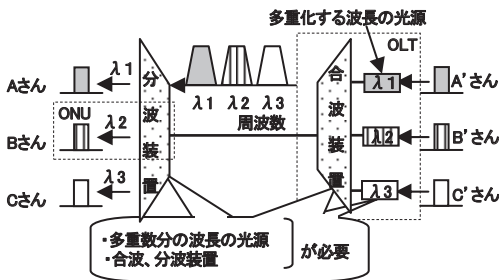 多重化する波長の光源
OLT
Aさん
λ1
分波装置
λ1 λ2 λ3
周波数
合波装置
λ1
A'さん
ONU
Bさん
λ2
λ2
B'さん
Cさん
λ3
λ3
C'さん
・多重数分の波長の光源
・合波、分波装置
が必要